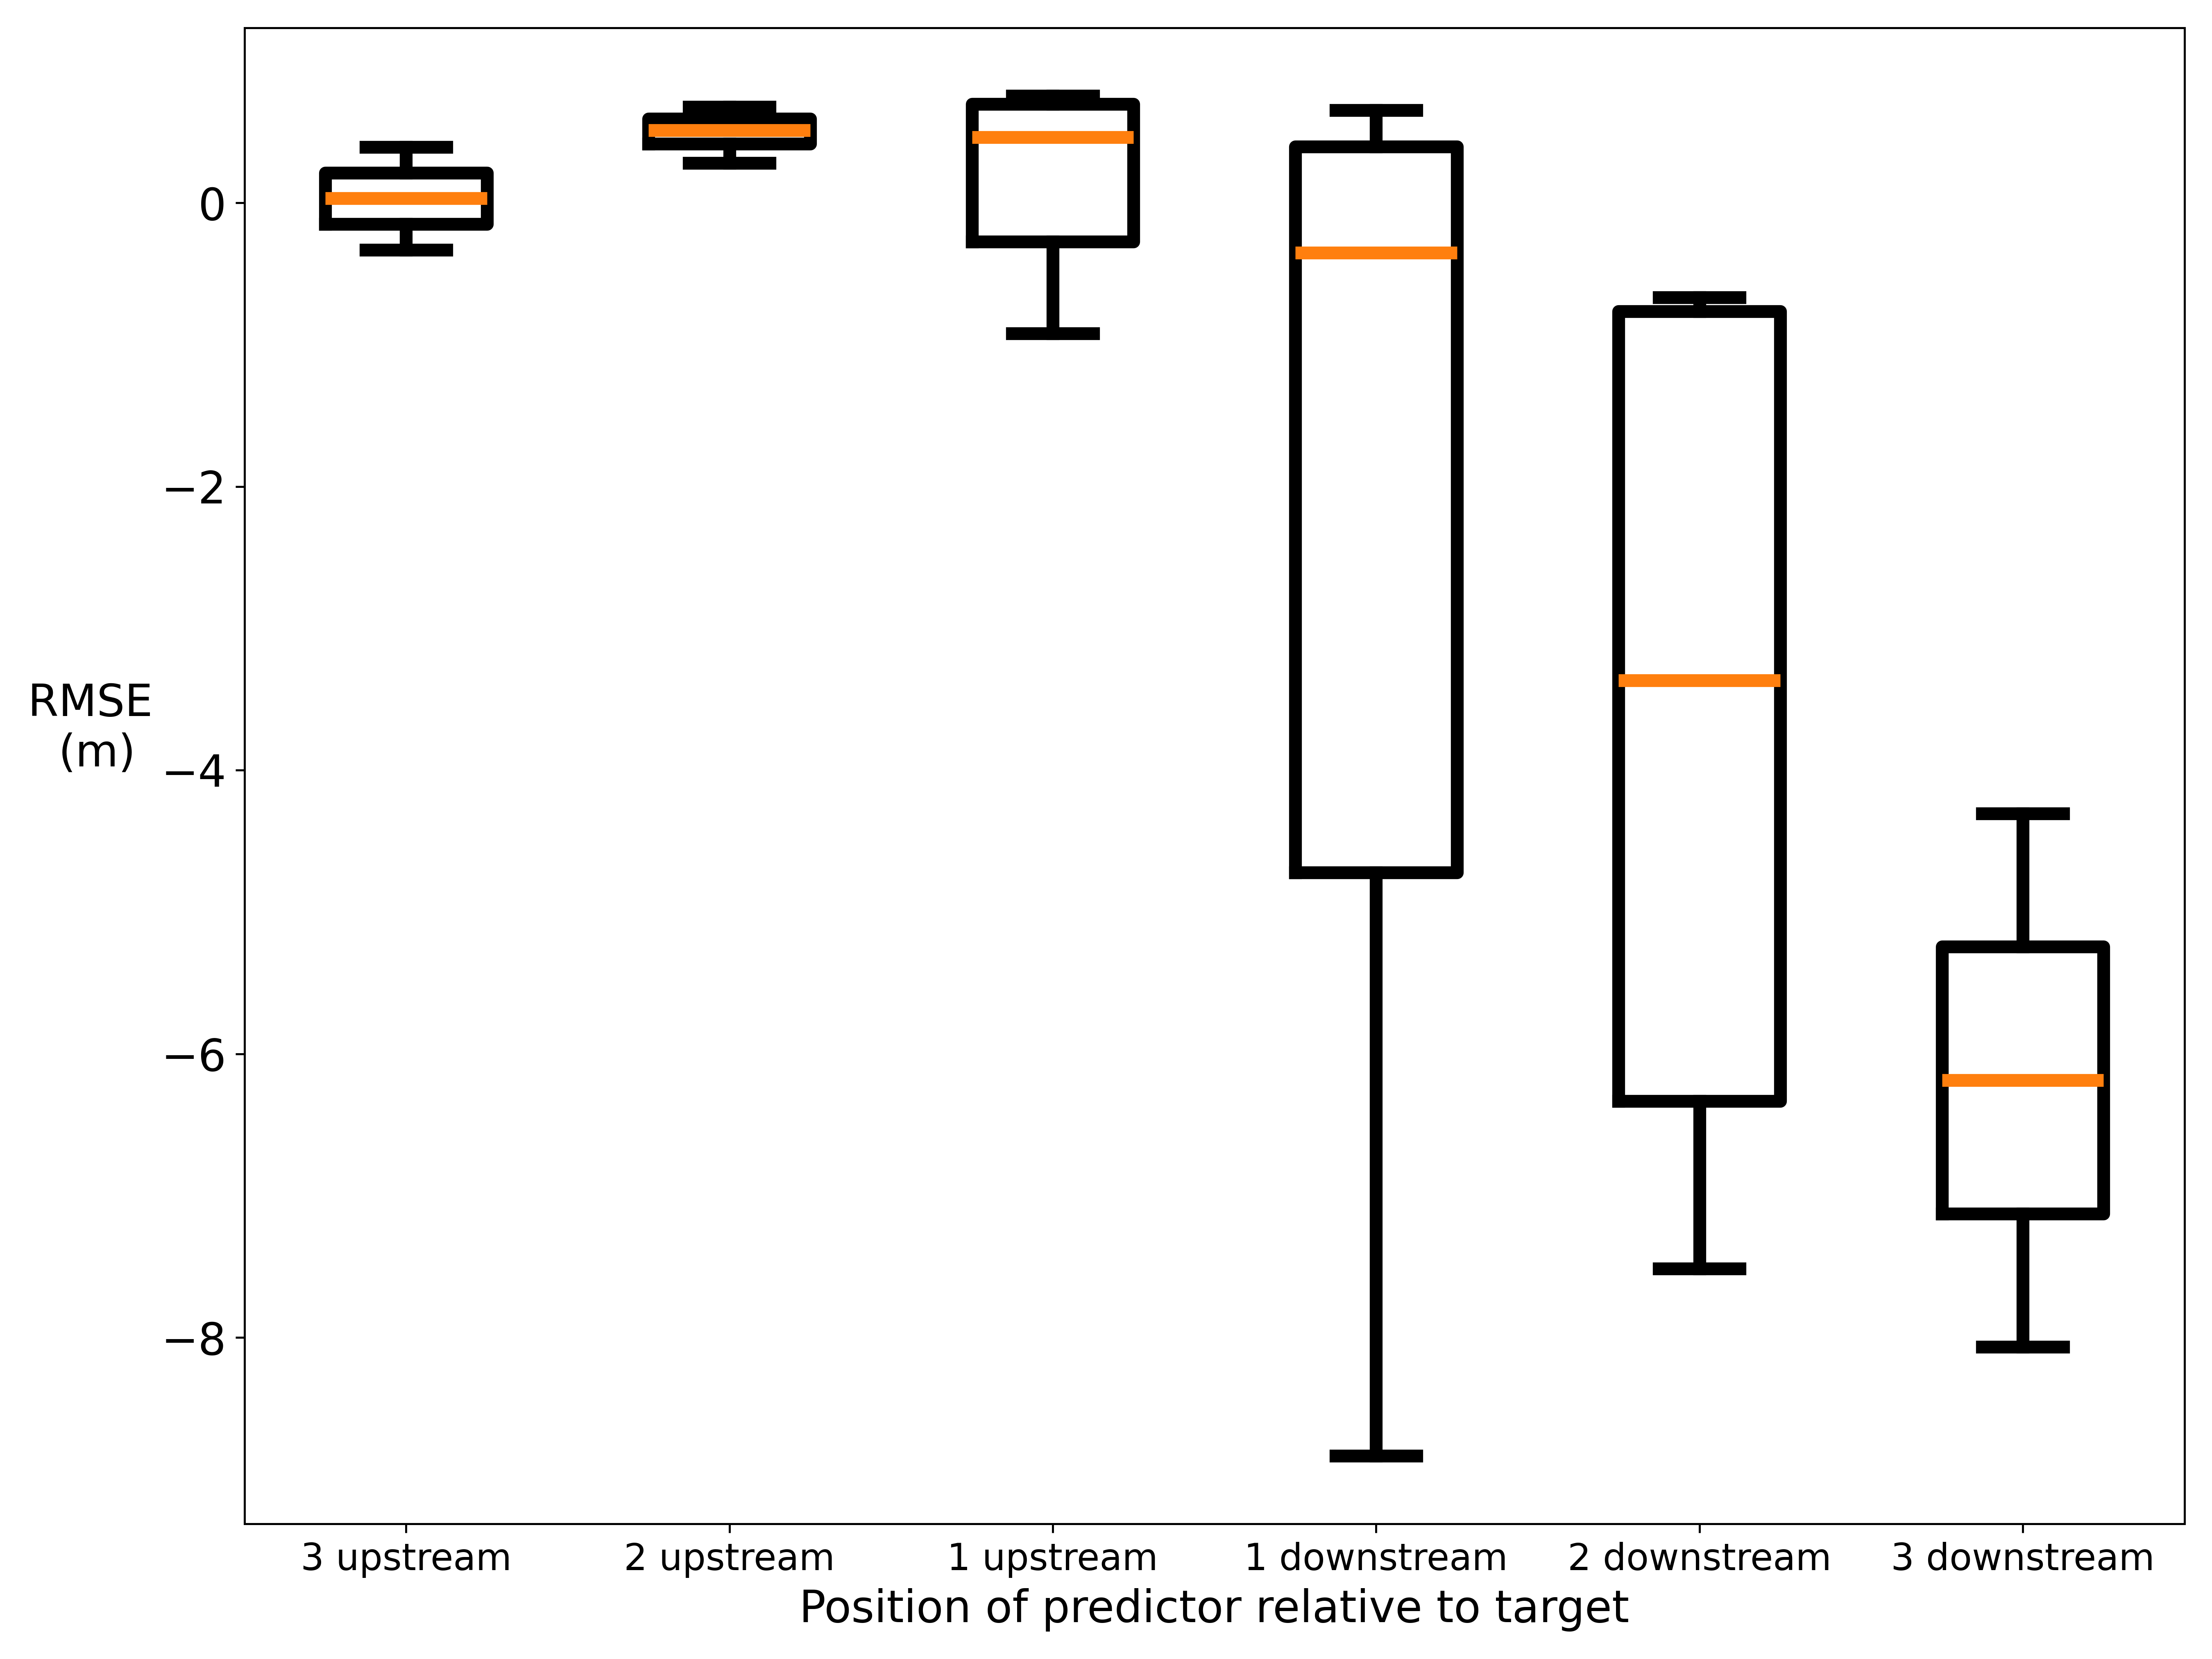 0
−2
−4
−6
−8
RMSE
(m)
3 upstream 2 upstream 1 upstream 1 downstream 2 downstream 3 downstream
Position of predictor relative to target